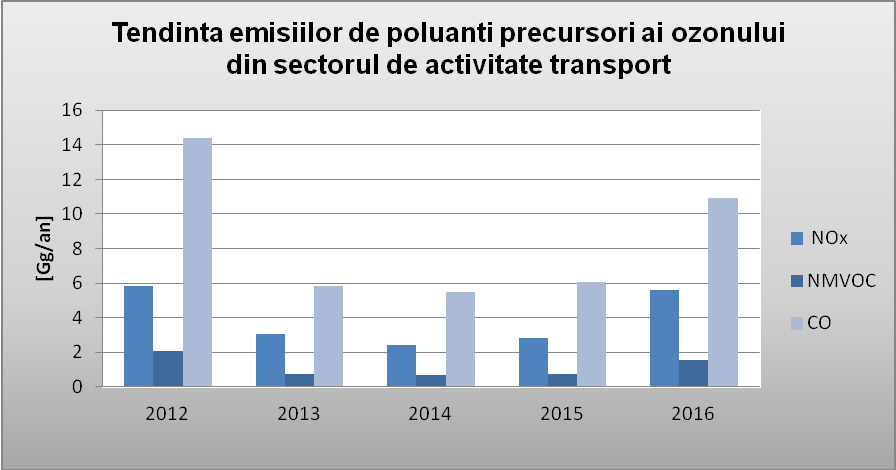 Tendinta emisiilor de poluanti precursori ai ozonului
din sectorul de activitate transport
[Gg/an]
16
14
12
10
8
6
4
2
0
2012 2013 2014 2015 2016
NOx
NMVOC
CO